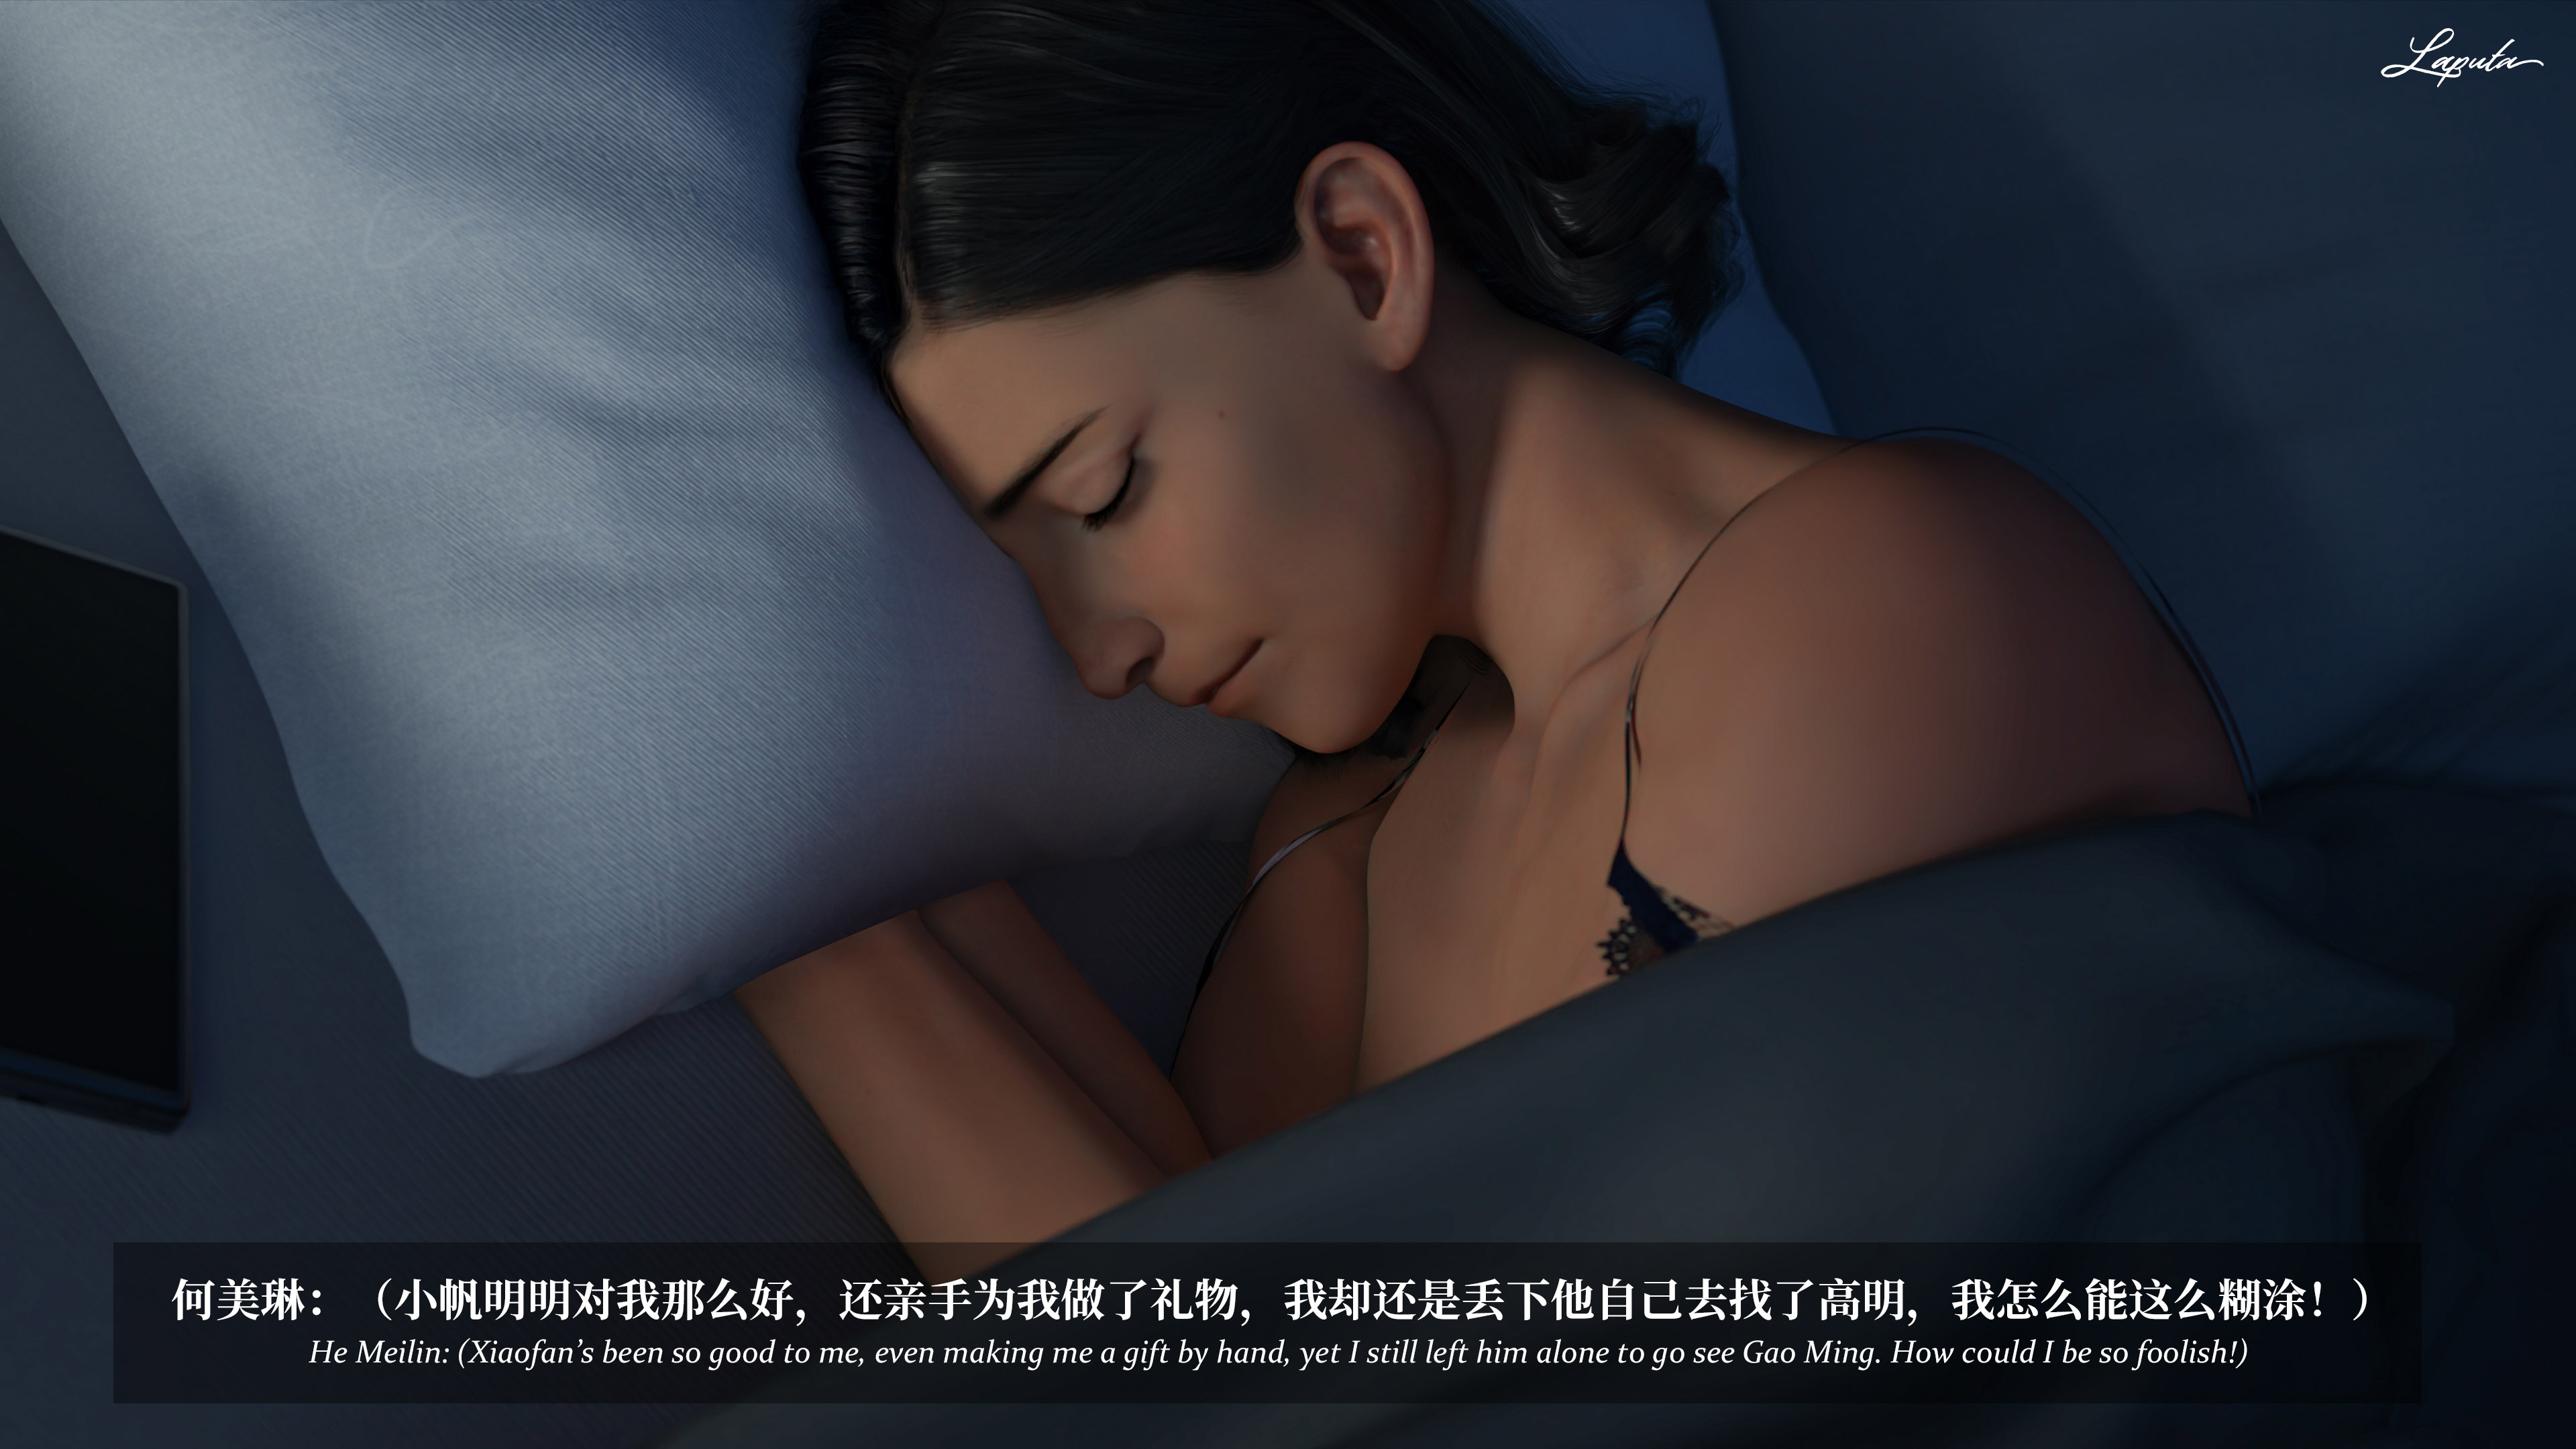 Laputa
何美琳：（小帆明明对我那么好，还亲手为我做了礼物，我却还是丢下他自己去找了高明，我怎么能这么糊涂！）
He Meilin: (Xiaofan’s been so good to me, even making me a gift by hand, yet I still left him alone to go see Gao Ming. How could I be so foolish!)